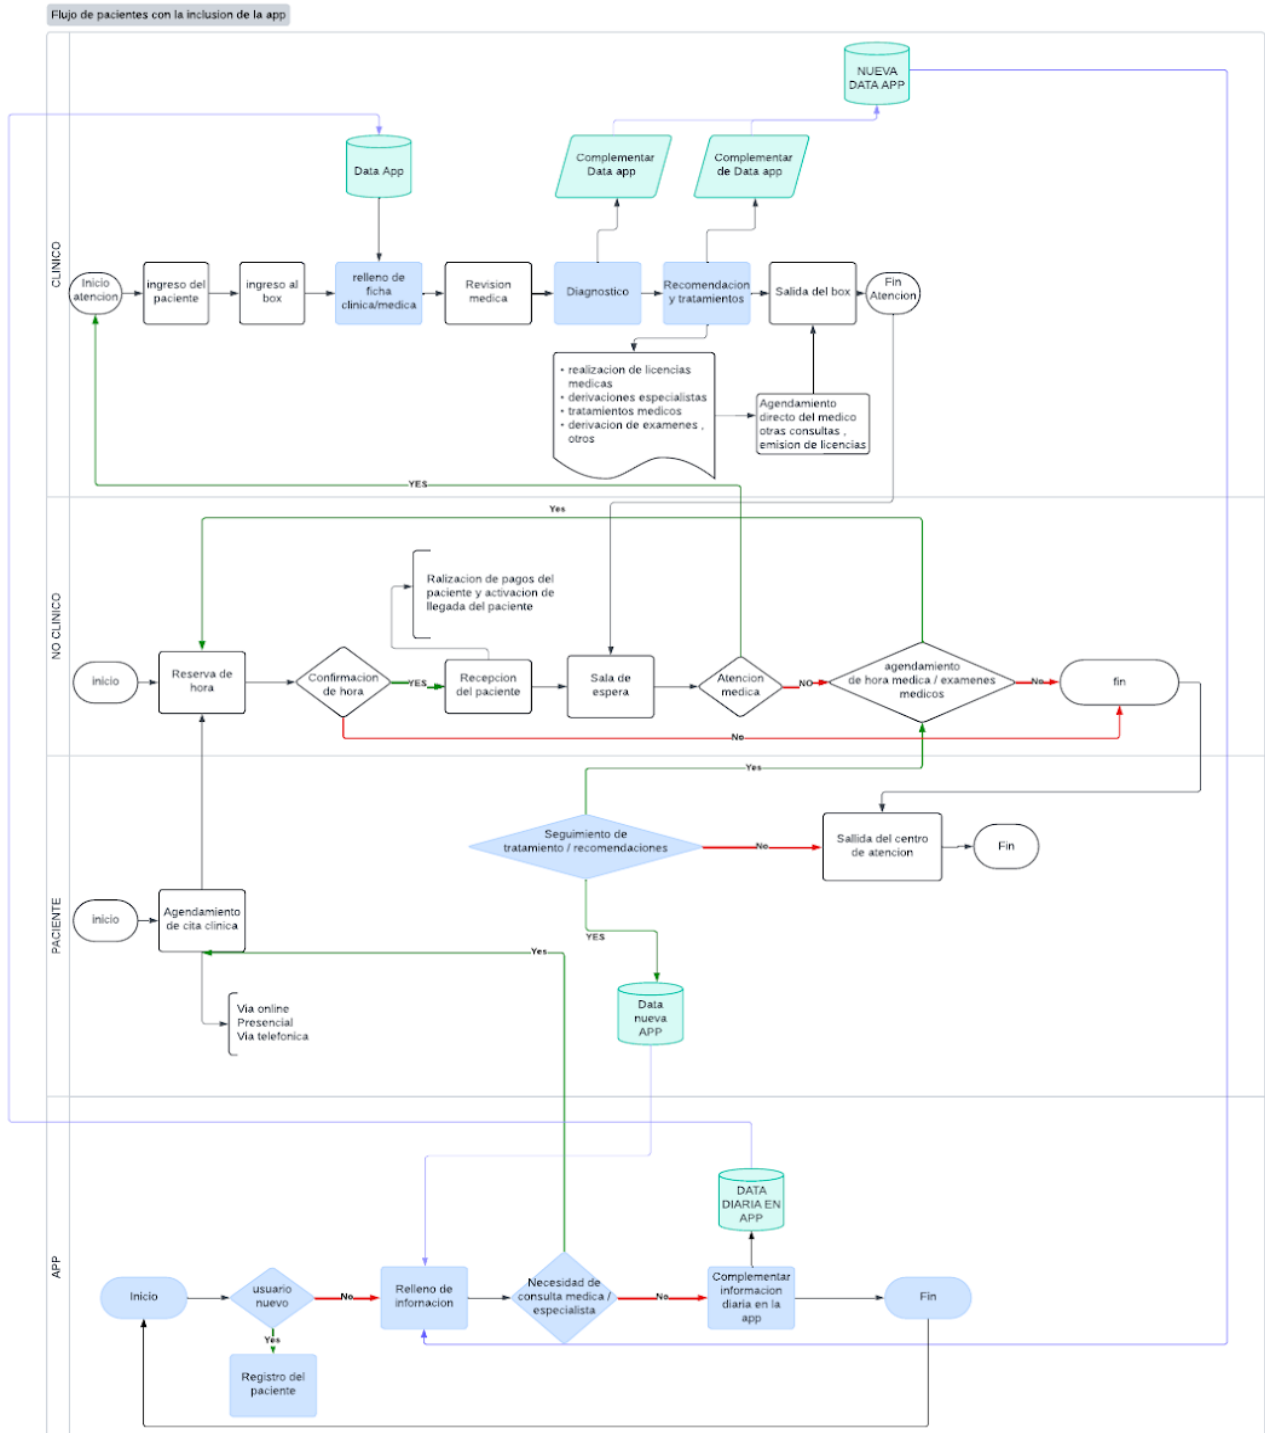 Flujo de pacientes con la inclusion de la app
CLINICO
NUEVA
DATA APP
Data App
Complementar
Data app
Complementar
de Data app
Inicio
atencion
ingreso del
paciente
ingreso al
box
relleno de
ficha
clinica/medica
Revision
medica
Diagnostico
Recomendacion
y tratamientos
Salida del box
Fin
Atencion
• realizacion de licencias
medicas
• derivaciones especialistas
• tratamientos medicos
• derivacion de examenes ,
otros
Agendamiento
directo del medico
otras consultas ,
emision de licencias
YES
NO CLINICO
Yes
Ralizacion de pagos del
paciente y activacion de
llegada del paciente
inicio
Reserva de
hora
Confirmacion
de hora
YES
Recepcion
del paciente
Sala de
espera
Atencion
medica
NO
agendamiento
de hora medica / examenes
medicos
No
fin
No
PACIENTE
Yes
Seguimiento de
tratamiento / recomendaciones
No
Sallida del centro
de atencion
Fin
inicio
Agendamiento
de cita clinica
YES
Yes
Via online
Presencial
Via telefonica
Data
nueva
APP
APP
DATA
DIARIA EN
APP
Inicio
usuario
nuevo
No
Relleno de
infornacion
Necesidad de
consulta medica /
especialista
No
Complementar
informacion
diaria en la
app
Fin
Yes
Registro del
paciente